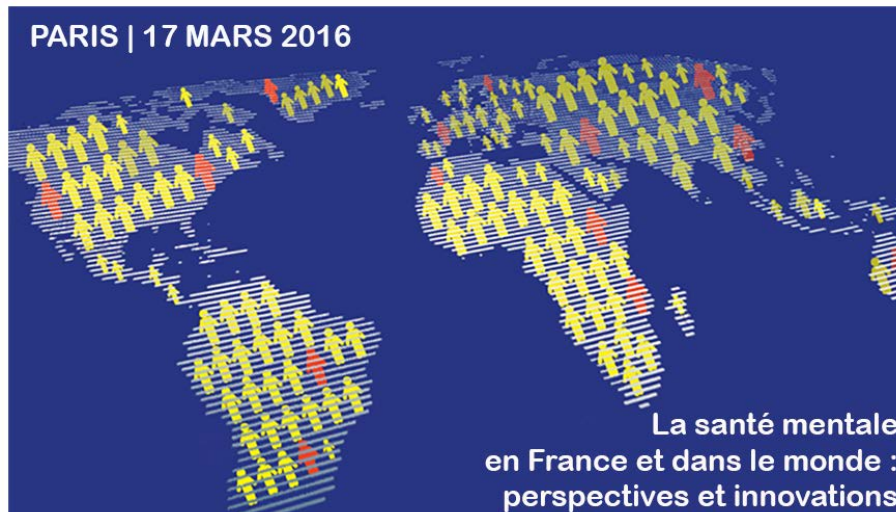 PARIS | 17 MARS 2016
La santé mentale
en France et dans le monde :
perspectives et innovations